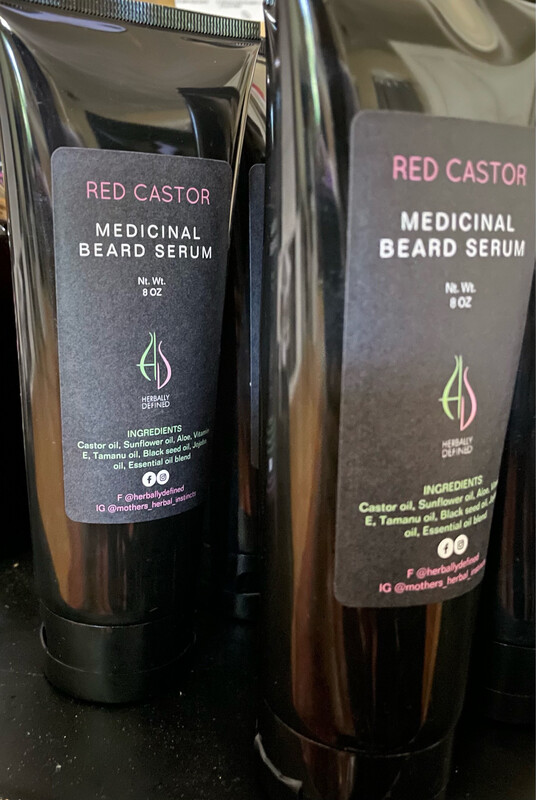 RED CASTOR
MEDICINAL
BEARD SERUM
Nt. Wt.
8 OZ
HERBALLY
DEFINED
INGREDIENTS
Castor oil, Sunflower oil, Aloe, Vitamin
E, Tamanu oil, Black seed oil, Jojoba
oil, Essential oil blend
F @herballydefined
IG @mothers_herbal_instincts
RED CASTOR
MEDICINAL
BEARD SERUM
Nt. Wt.
8 OZ
HERBALLY
DEFINED
INGREDIENTS
Castor oil, Sunflower oil, Aloe,
E, Tamanu oil, Black seed oil,
oil, Essential oil blend
F @herballydefined
IG